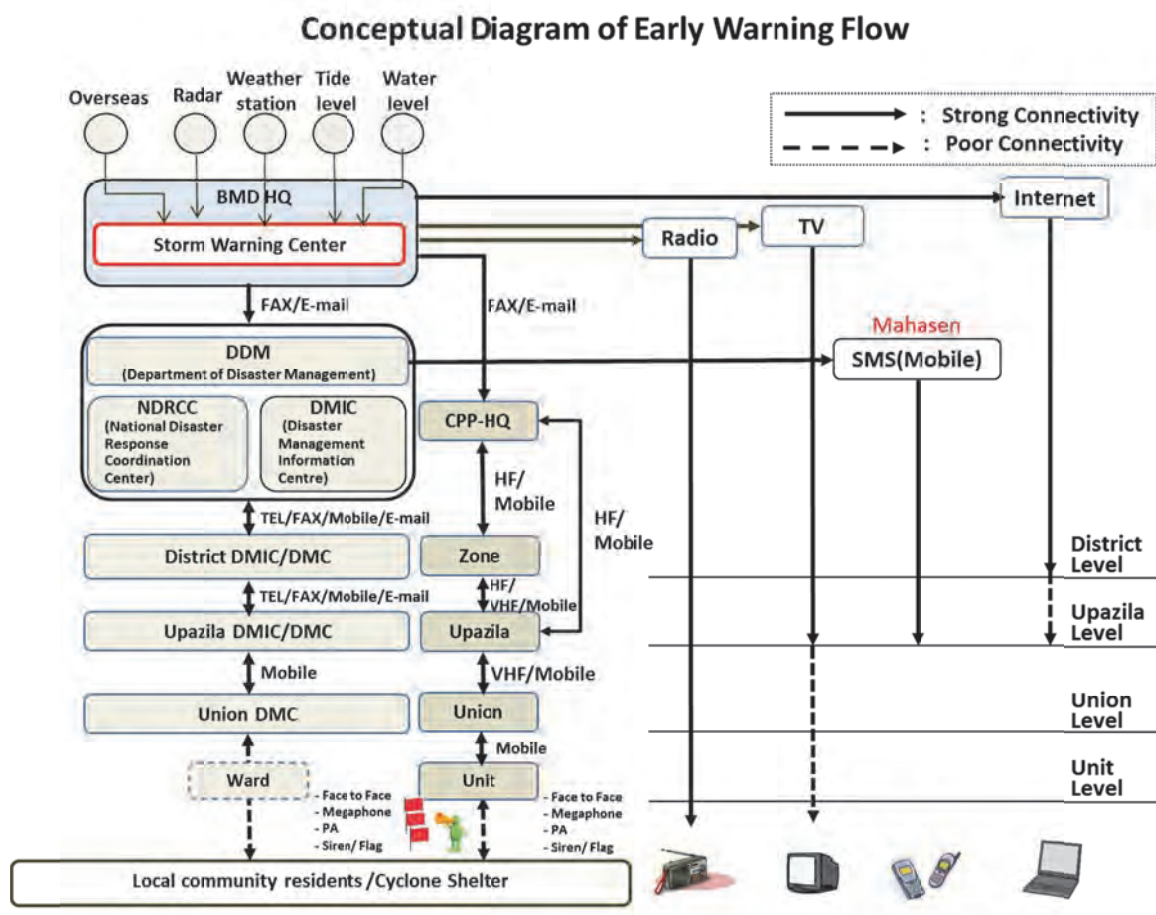 Conceptual Diagram of Early Warning Flow
Overseas
Radar
Weather
station
Tide
level
Water
level
: Strong Connectivity
: Poor Connectivity
BMD HQ
Storm Warning Center
Internet
TV
Radio
FAX/E-mail
FAX/E-mail
Mahasen
SMS(Mobile)
DDM
(Department of Disaster Management)
NDRCC
(National Disaster
Response
Coordination
Center)
DMIC
(Disaster
Management
Information
Centre)
CPP-HQ
HF/
Mobile
HF/
Mobile
TEL/FAX/Mobile/E-mail
District DMIC/DMC
Zone
District
Level
TEL/FAX/Mobile/E-mail
HF/
VHF/Mobile
Upazila DMIC/DMC
Upazila
Upazila
Level
Mobile
VHF/Mobile
Union DMC
Union
Union
Level
Mobile
Ward
Unit
Unit
Level
- Face to Face
- Megaphone
- PA
- Siren/ Flag
- Face to Face
- Megaphone
- PA
- Siren/ Flag
Local community residents /Cyclone Shelter